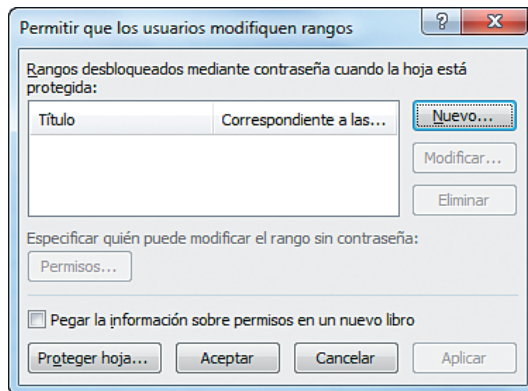 Permitir que los usuarios modifiquen rangos
Rangos desbloqueados mediante contraseña cuando la hoja está
protegida:
Título Correspondiente a las...
Nuevo...
Modificar...
Eliminar
Especificar quién puede modificar el rango sin contraseña:
Permisos...
Pegar la información sobre permisos en un nuevo libro
Proteger hoja... Aceptar Cancelar Aplicar